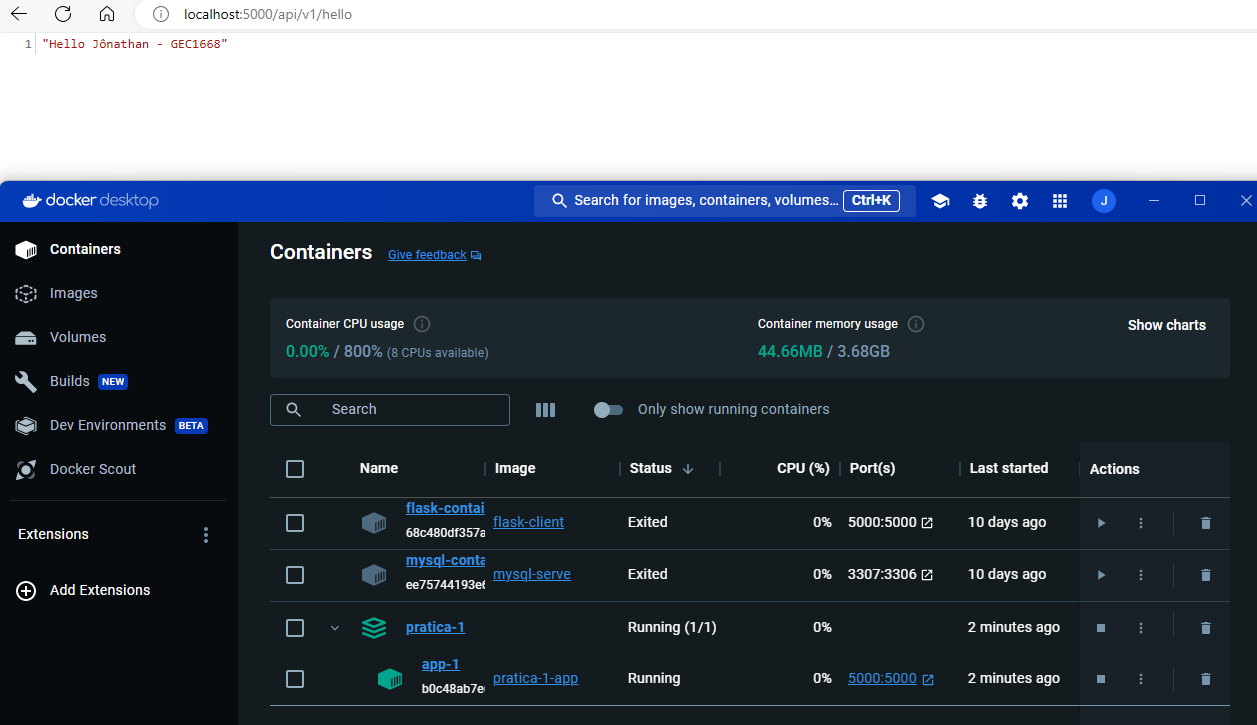 localhost:5000/api/v1/hello
1 "Hello Jônathan - GEC1668"
docker desktop
Search for images, containers, volumes... Ctrl+K
J
Containers
Images
Volumes
Builds NEW
Dev Environments BETA
Docker Scout
Extensions
Add Extensions
Containers Give feedback
Container CPU usage
0.00% / 800% (8 CPUs available)
Container memory usage
44.66MB / 3.68GB
Show charts
Search
Only show running containers
Name Image Status CPU (%) Port(s) Last started Actions
flask-contai
68c480df357a
flask-client Exited 0% 5000:5000 10 days ago
mysql-conta
ee75744193e6
mysql-serve Exited 0% 3307:3306 10 days ago
pratica-1 Running (1/1) 0% 2 minutes ago
app-1
b0c48ab7e
pratica-1-app Running 0% 5000:5000 2 minutes ago